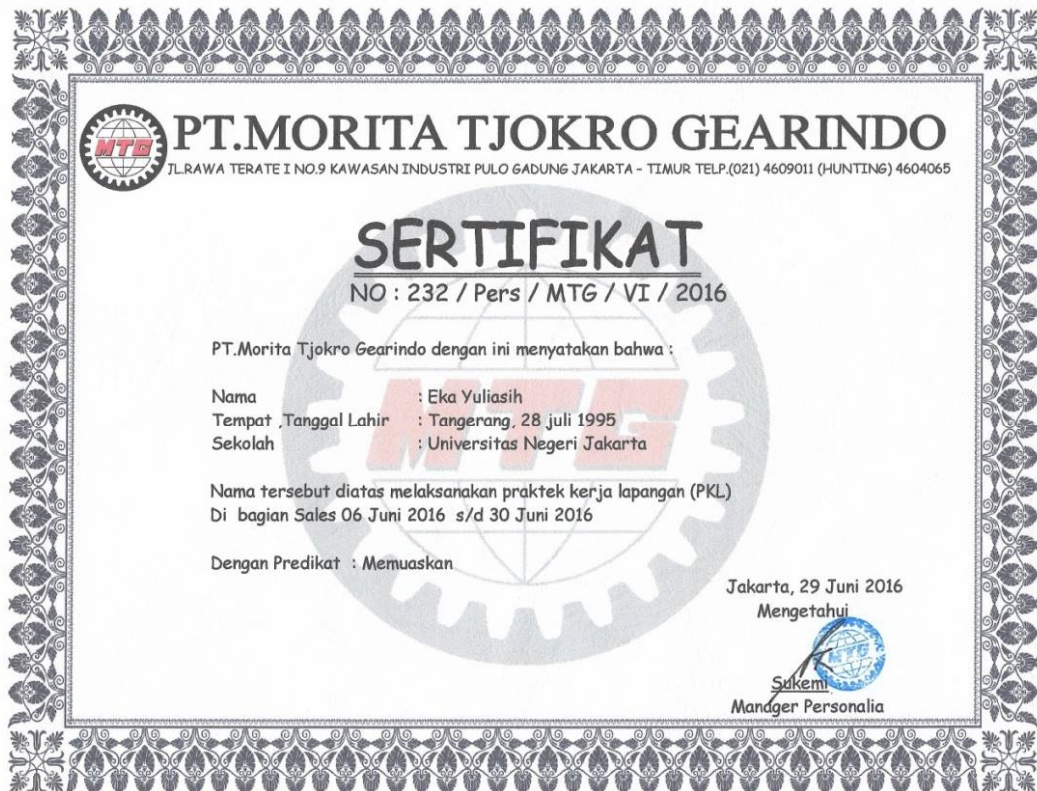 MTG
PT.MORITA TJOKRO GEARINDO
JL.RAWA TERATE I NO.9 KAWASAN INDUSTRI PULO GADUNG JAKARTA - TIMUR TELP.(021) 4609011 (HUNTING) 4604065
SERTIFIKAT
NO : 232 / Pers / MTG / VI / 2016
PT.Morita Tjokro Gearindo dengan ini menyatakan bahwa :
Nama : Eka Yuliasih
Tempat ,Tanggal Lahir : Tangerang, 28 juli 1995
Sekolah : Universitas Negeri Jakarta
MTG
Nama tersebut diatas melaksanakan praktek kerja lapangan (PKL)
Di bagian Sales 06 Juni 2016 s/d 30 Juni 2016
Dengan Predikat : Memuaskan
Jakarta, 29 Juni 2016
Mengetahui
MTG
Sukemi
Manager Personalia